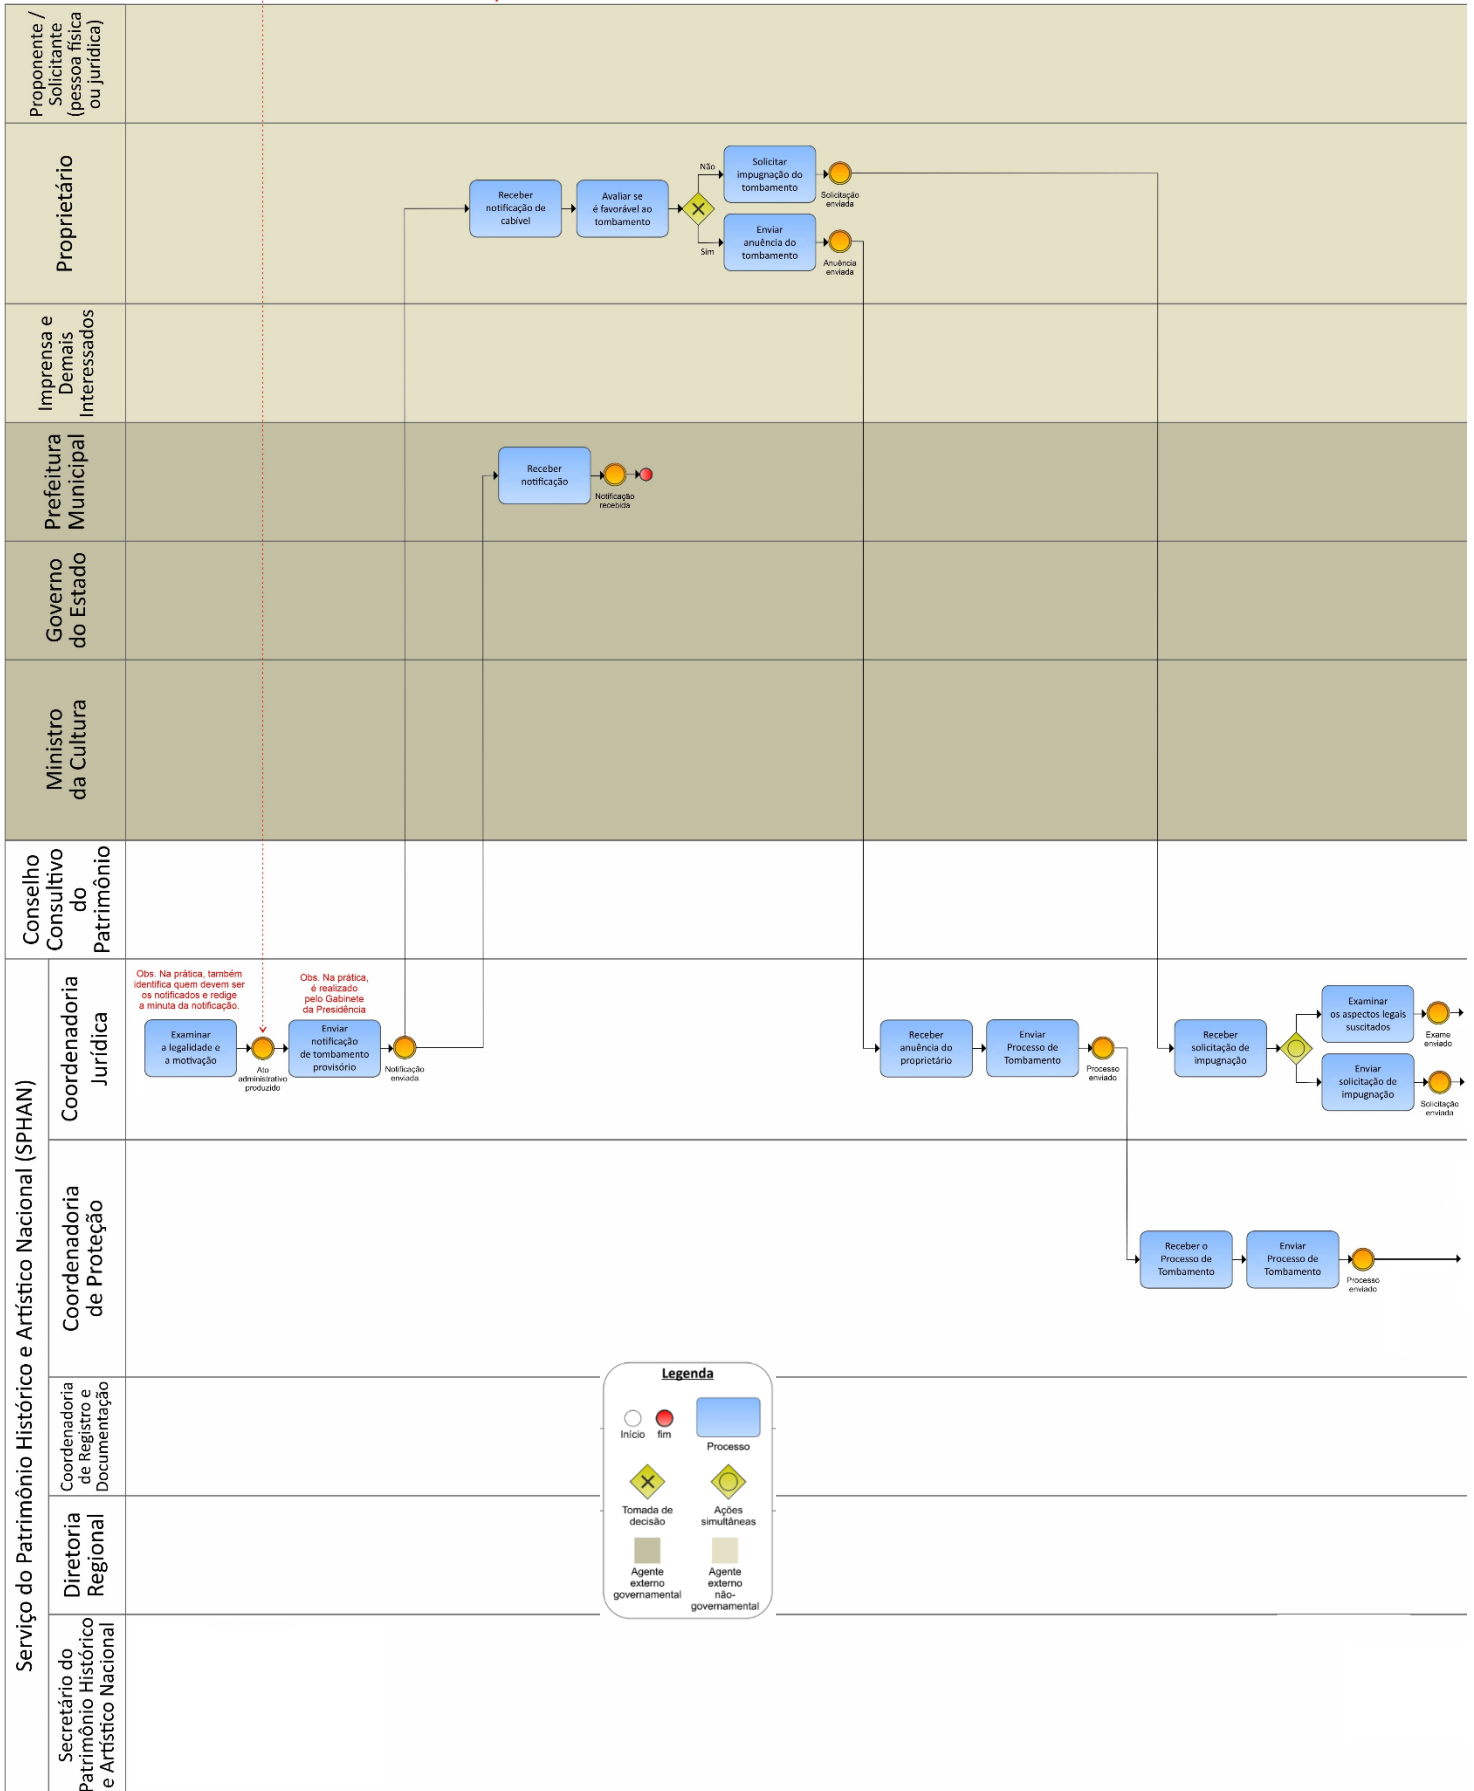 Proponente /
Solicitante
(pessoa física
ou jurídica)
Proprietário
Receber
notificação de
cabível
Avaliar se
é favorável ao
tombamento
Não
Sim
Solicitar
impugnação do
tombamento
Solicitação
enviada
Enviar
anuência do
tombamento
Anuência
enviada
Imprensa e
Demais
Interessados
Prefeitura
Municipal
Receber
notificação
Notificação
recebida
Governo
do Estado
Ministro
da Cultura
Conselho
Consultivo
do
Patrimônio
Serviço do Patrimônio Histórico e Artístico Nacional (SPHAN)
Coordenadoria
Jurídica
Obs. Na prática, também
identifica quem devem ser
os notificados e redige
a minuta da notificação.
Examinar
a legalidade e
a motivação
Ato
administrativo
produzido
Obs. Na prática,
é realizado
pelo Gabinete
da Presidência
Enviar
notificação
de tombamento
provisório
Notificação
enviada
Receber
anuência do
proprietário
Enviar
Processo de
Tombamento
Processo
enviado
Receber
solicitação de
impugnação
Examinar
os aspectos legais
suscitados
Exame
enviado
Enviar
solicitação de
impugnação
Solicitação
enviada
Coordenadoria
de Proteção
Receber o
Processo de
Tombamento
Enviar
Processo de
Tombamento
Processo
enviado
Coordenadoria
de Registro e
Documentação
Diretoria
Regional
Secretário do
Patrimônio Histórico
e Artístico Nacional
Legenda
Início
fim
Processo
Tomada de
decisão
Ações
simultâneas
Agente
externo
governamental
Agente
externo
não-
governamental